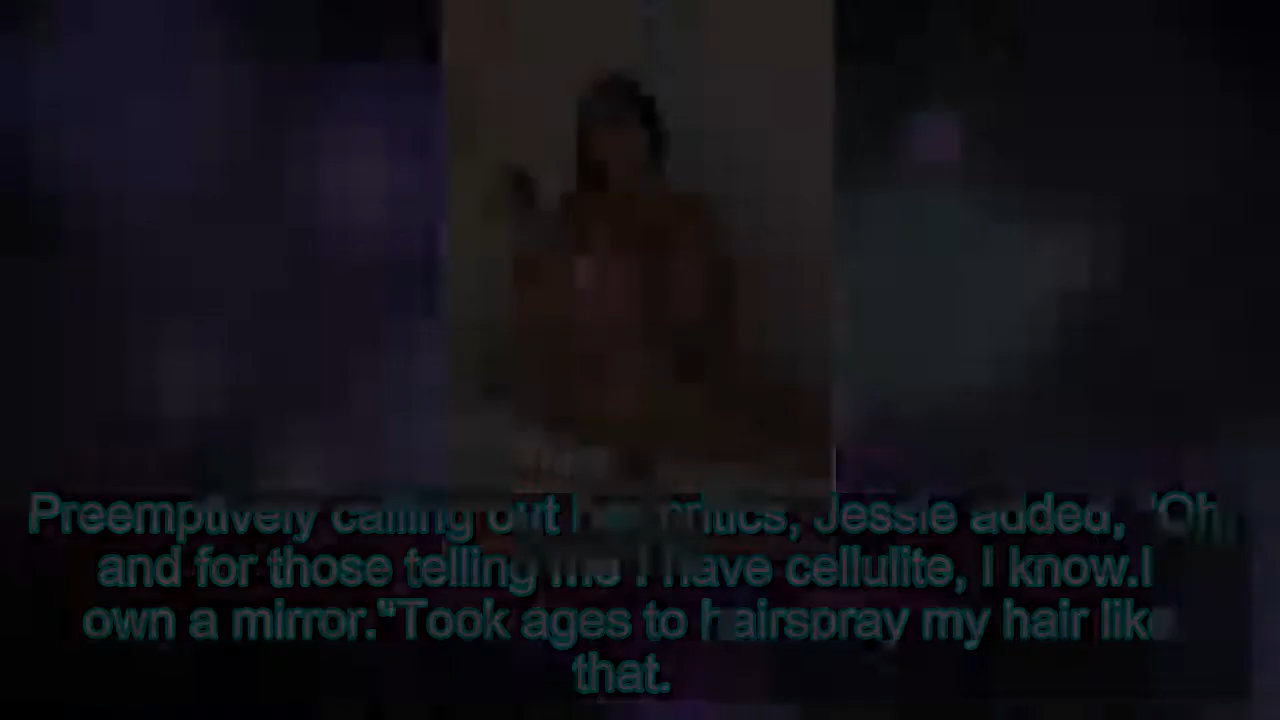 Preemptively calling out her critics, Jessie added, "Oh,
and for those telling me I have cellulite, I know.I
own a mirror."Took ages to hairspray my hair like
that.